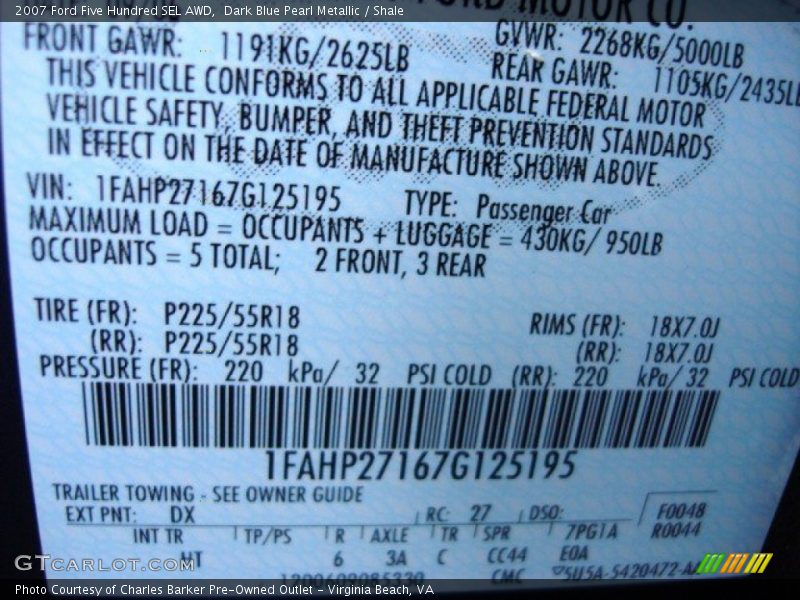 2007 Ford Five Hundred SEL AWD,  Dark Blue Pearl Metallic / Shale
FORD MOTOR CO.
FRONT GAWR: 1191KG/2625LB GVWR: 2268KG/5000LB
REAR GAWR: 1105KG/2435LB
THIS VEHICLE CONFORMS TO ALL APPLICABLE FEDERAL MOTOR
VEHICLE SAFETY, BUMPER, AND THEFT PREVENTION STANDARDS
IN EFFECT ON THE DATE OF MANUFACTURE SHOWN ABOVE.
VIN: 1FAHP27167G125195 TYPE: Passenger Car
MAXIMUM LOAD = OCCUPANTS + LUGGAGE = 430KG/ 950LB
OCCUPANTS = 5 TOTAL; 2 FRONT, 3 REAR
TIRE (FR): P225/55R18 RIMS (FR): 18X7.0J
(RR): P225/55R18 (RR): 18X7.0J
PRESSURE (FR): 220 kPa/ 32 PSI COLD (RR): 220 kPa/ 32 PSI COLD
1FAHP27167G125195
TRAILER TOWING - SEE OWNER GUIDE
EXT PNT: DX RC: 27 DSO: F0048
R0044
INT TR TP/PS R AXLE TR SPR 7PG1A
HT 6 3A C CC44 E0A
CMC 5U5A-5420472-A
GTCARLOT.COM
Photo Courtesy of Charles Barker Pre-Owned Outlet - Virginia Beach, VA